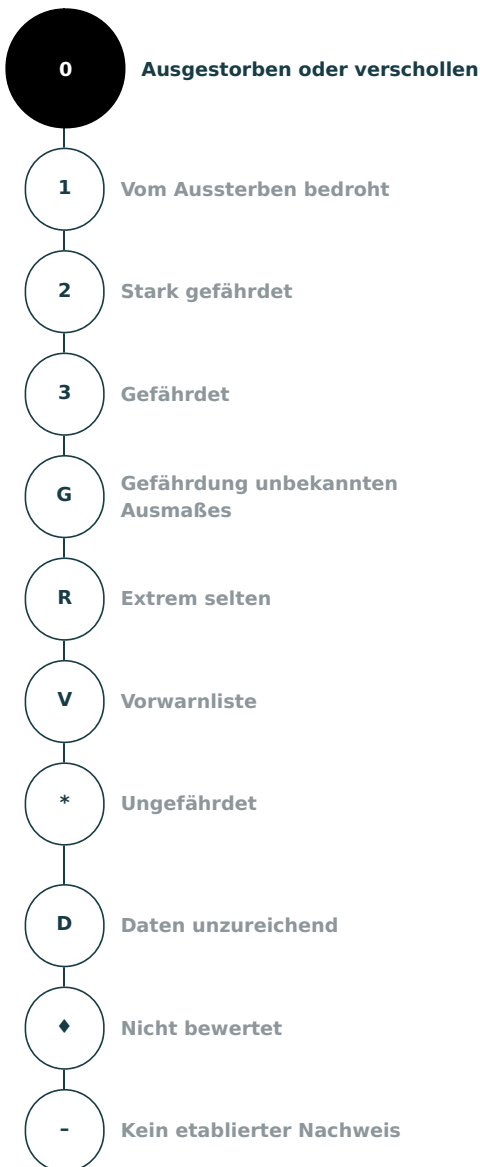 0 Ausgestorben oder verschollen
1 Vom Aussterben bedroht
2 Stark gefährdet
3 Gefährdet
G Gefährdung unbekannten
Ausmaßes
R Extrem selten
V Vorwarnliste
* Ungefährdet
D Daten unzureichend
♦ Nicht bewertet
– Kein etablierter Nachweis